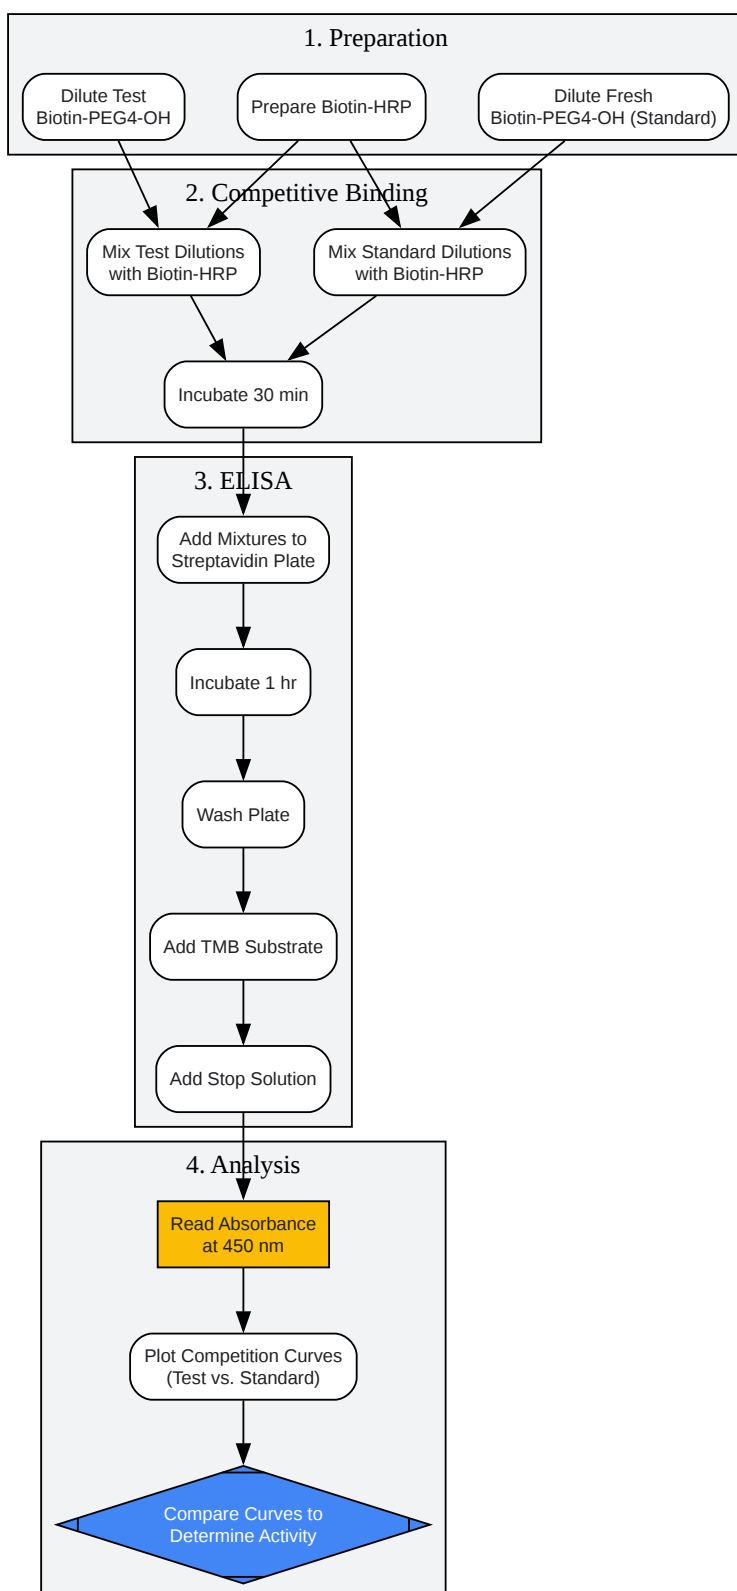 1. Preparation
Dilute Test
Biotin-PEG4-OH
Prepare Biotin-HRP
Dilute Fresh
Biotin-PEG4-OH (Standard)
2. Competitive Binding
Mix Test Dilutions
with Biotin-HRP
Mix Standard Dilutions
with Biotin-HRP
Incubate 30 min
3. ELISA
Add Mixtures to
Streptavidin Plate
Incubate 1 hr
Wash Plate
Add TMB Substrate
Add Stop Solution
4. Analysis
Read Absorbance
at 450 nm
Plot Competition Curves
(Test vs. Standard)
Compare Curves to
Determine Activity